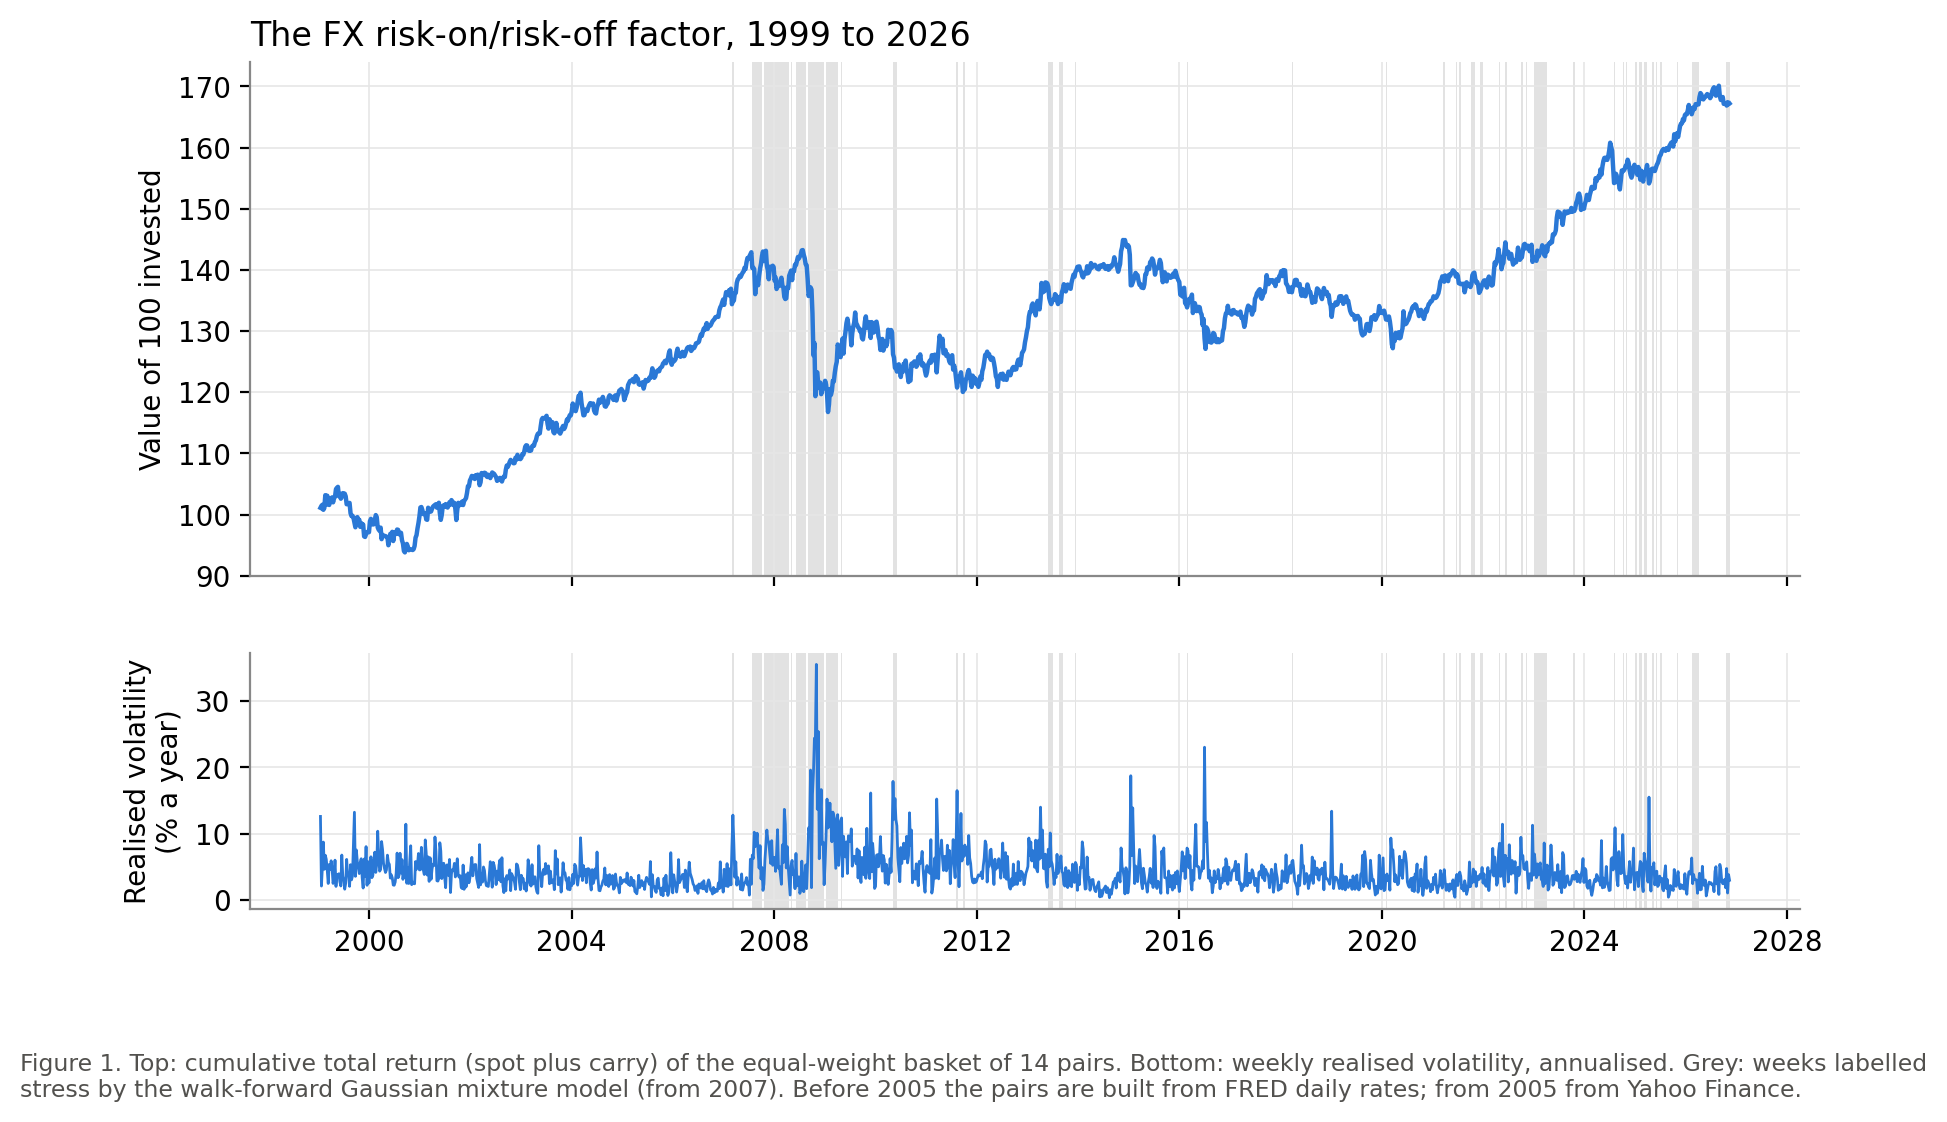 The FX risk-on/risk-off factor, 1999 to 2026
Value of 100 invested
170
160
150
140
130
120
110
100
90
Realised volatility
(% a year)
30
20
10
0
2000 2004 2008 2012 2016 2020 2024 2028
Figure 1. Top: cumulative total return (spot plus carry) of the equal-weight basket of 14 pairs. Bottom: weekly realised volatility, annualised. Grey: weeks labelled
stress by the walk-forward Gaussian mixture model (from 2007). Before 2005 the pairs are built from FRED daily rates; from 2005 from Yahoo Finance.